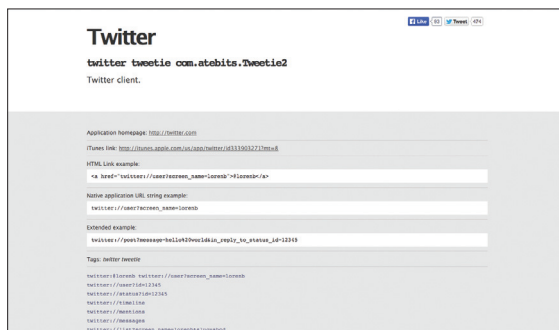 Like 93 Tweet 474
Twitter
twitter tweetie com.atebits.Tweetie2
Twitter client.
Application homepage: http://twitter.com
iTunes link: http://itunes.apple.com/us/app/twitter/id333903271?mt=8
HTML Link example:
<a href="twitter://user?screen_name=lorenb">@lorenb</a>
Native application URL string example:
twitter://user?screen_name=lorenb
Extended example:
twitter://post?message=hello%20world&in_reply_to_status_id=12345
Tags: twitter tweetie
twitter:@lorenb twitter://user?screen_name=lorenb
twitter://user?id=12345
twitter://status?id=12345
twitter://timeline
twitter://mentions
twitter://messages